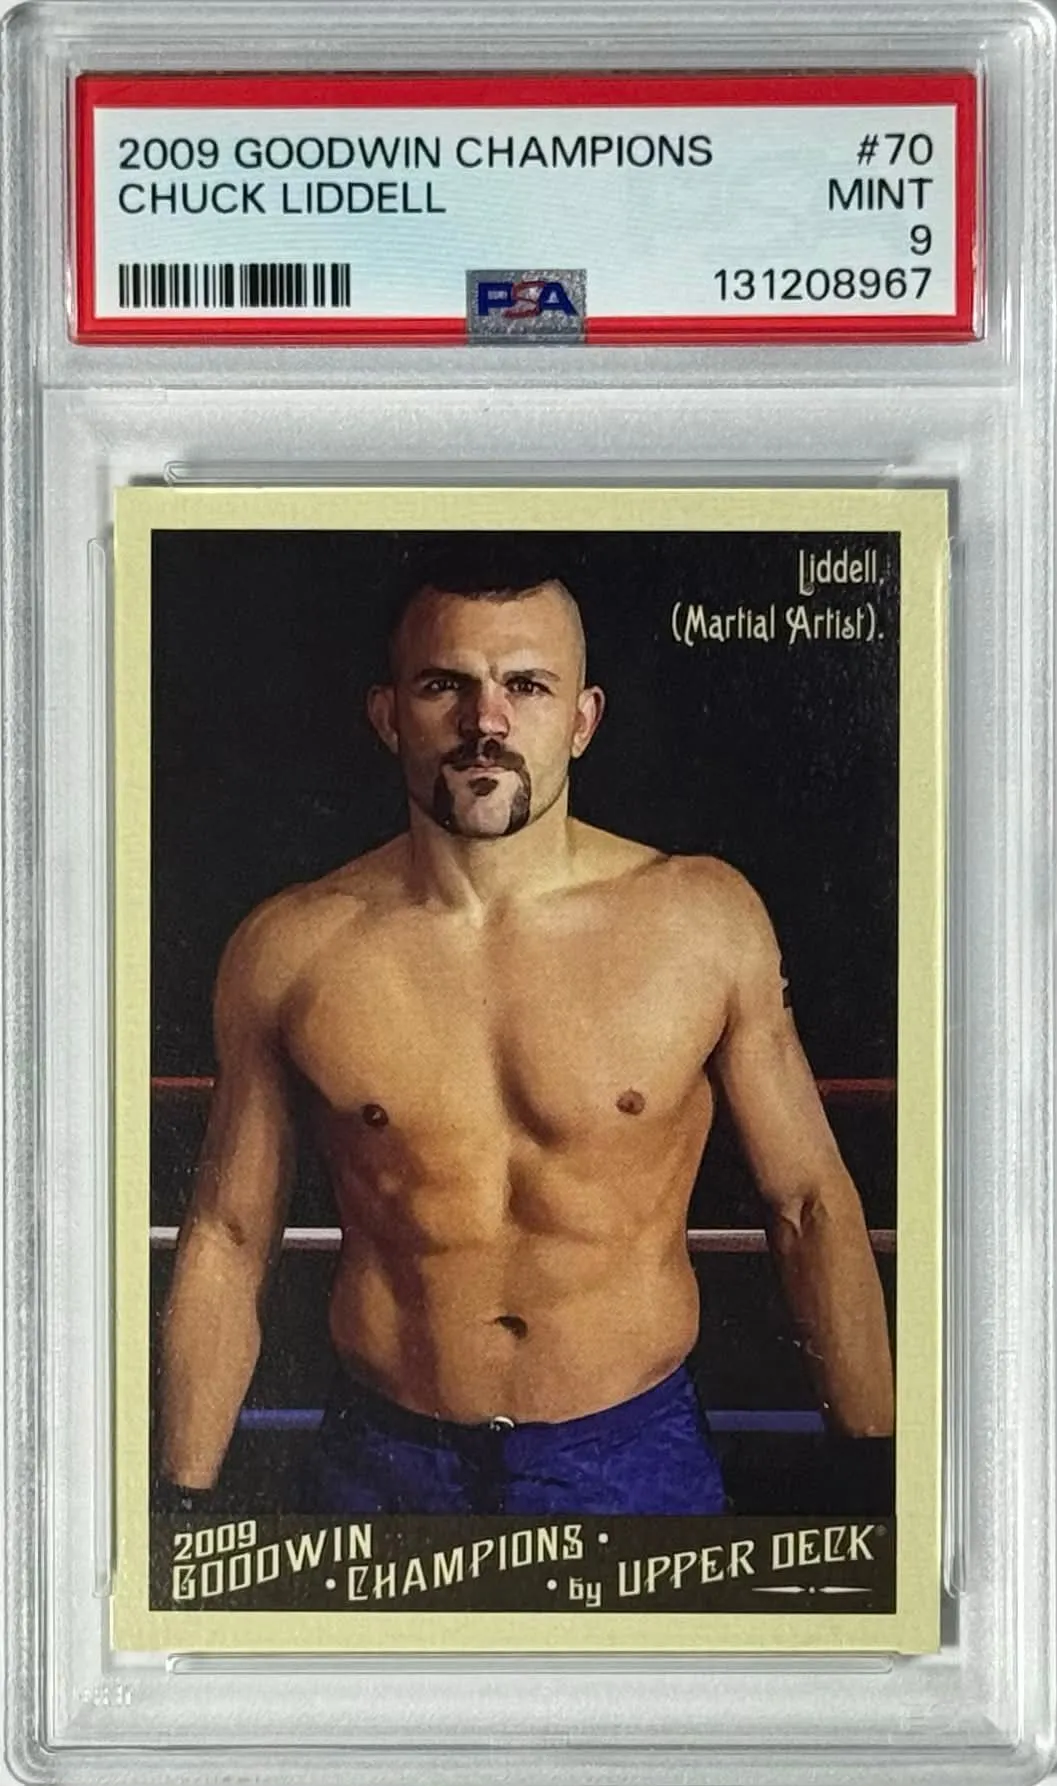 2009 GOODWIN CHAMPIONS #70
CHUCK LIDDELL MINT
9
131208967
PSA
Liddell,
(Martial Artist).
2009
GOODWIN
• CHAMPIONS •
• by UPPER DECK®